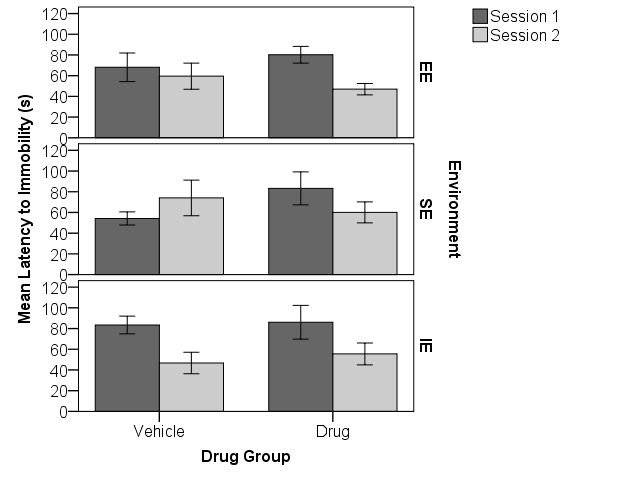 Session 1
Session 2
Mean Latency to Immobility (s)
120
100
80
60
40
20
0
EE
120
100
80
60
40
20
0
SE
Environment
120
100
80
60
40
20
0
IE
Vehicle
Drug
Drug Group